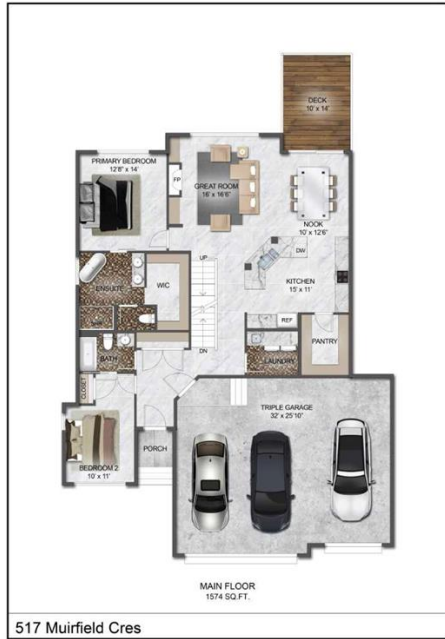 DECK
10' x 14'
PRIMARY BEDROOM
12'8" x 14'
FP
GREAT ROOM
16' x 16'6"
NOOK
10' x 12'6"
DW
UP
ENSUITE
WIC
KITCHEN
15' x 11'
REF
DN
BATH
LAUNDRY
PANTRY
CLOSET
TRIPLE GARAGE
32' x 25'10"
PORCH
BEDROOM 2
10' x 11'
MAIN FLOOR
1574 SQ.FT.
517 Muirfield Cres